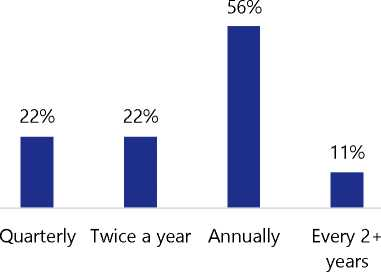 56%
22%
22%
11%
Quarterly
Twice a year
Annually
Every 2+
years